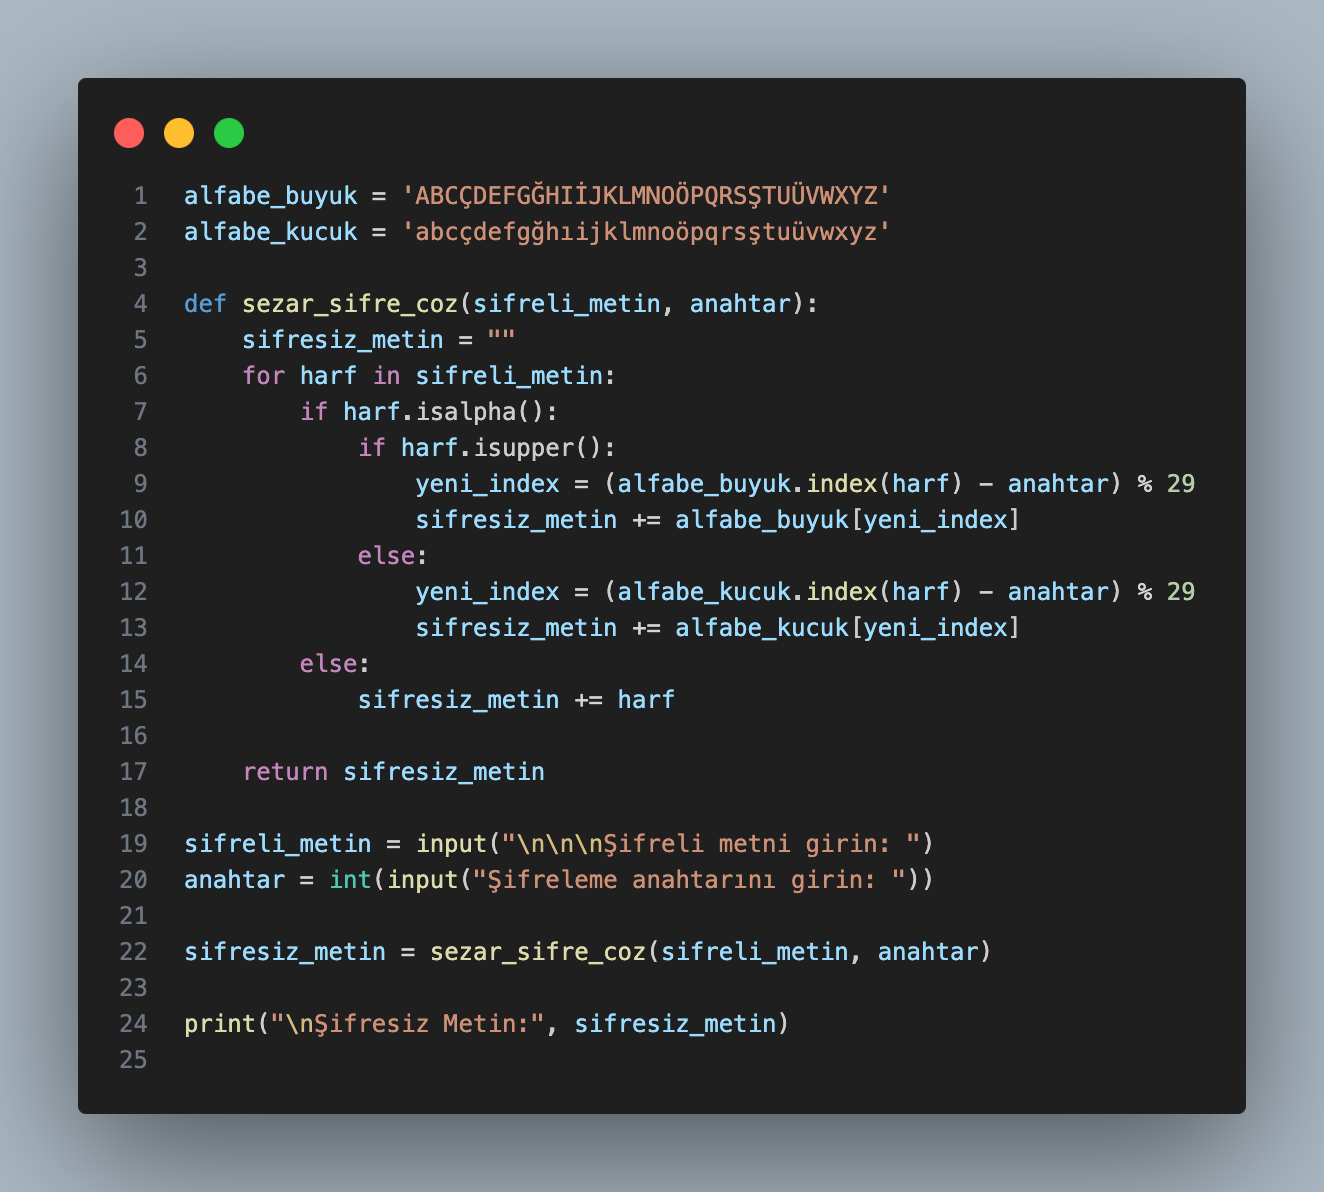 1 alfabe_buyuk = 'ABCÇDEFGĞHIİJKLMNOÖPQRSŞTUÜVWXYZ'
2 alfabe_kucuk = 'abcçdefgğhıijklmnoöpqrsştuüvwxyz'
3
4 def sezar_sifre_coz(sifreli_metin, anahtar):
5     sifresiz_metin = ""
6     for harf in sifreli_metin:
7         if harf.isalpha():
8             if harf.isupper():
9                 yeni_index = (alfabe_buyuk.index(harf) - anahtar) % 29
10                 sifresiz_metin += alfabe_buyuk[yeni_index]
11             else:
12                 yeni_index = (alfabe_kucuk.index(harf) - anahtar) % 29
13                 sifresiz_metin += alfabe_kucuk[yeni_index]
14         else:
15             sifresiz_metin += harf
16
17     return sifresiz_metin
18
19 sifreli_metin = input("\n\n\nŞifreli metni girin: ")
20 anahtar = int(input("Şifreleme anahtarını girin: "))
21
22 sifresiz_metin = sezar_sifre_coz(sifreli_metin, anahtar)
23
24 print("\nŞifresiz Metin:", sifresiz_metin)
25